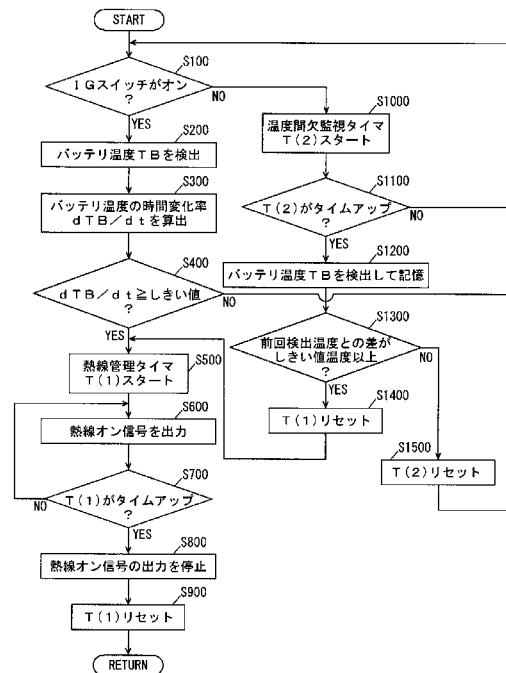 START
S100
IGスイッチがオン
?
NO
YES
S200
バッテリ温度TBを検出
S300
バッテリ温度の時間変化率
dTB/dtを算出
S400
dTB/dt≧しきい値
?
NO
YES
S500
熱線管理タイマ
T(1)スタート
S600
熱線オン信号を出力
S700
T(1)がタイムアップ
?
NO
YES
S800
熱線オン信号の出力を停止
S900
T(1)リセット
RETURN
S1000
温度間欠監視タイマ
T(2)スタート
S1100
T(2)がタイムアップ
?
NO
YES
S1200
バッテリ温度TBを検出して記憶
S1300
前回検出温度との差が
しきい値温度以上
?
NO
YES
S1400
T(1)リセット
S1500
T(2)リセット